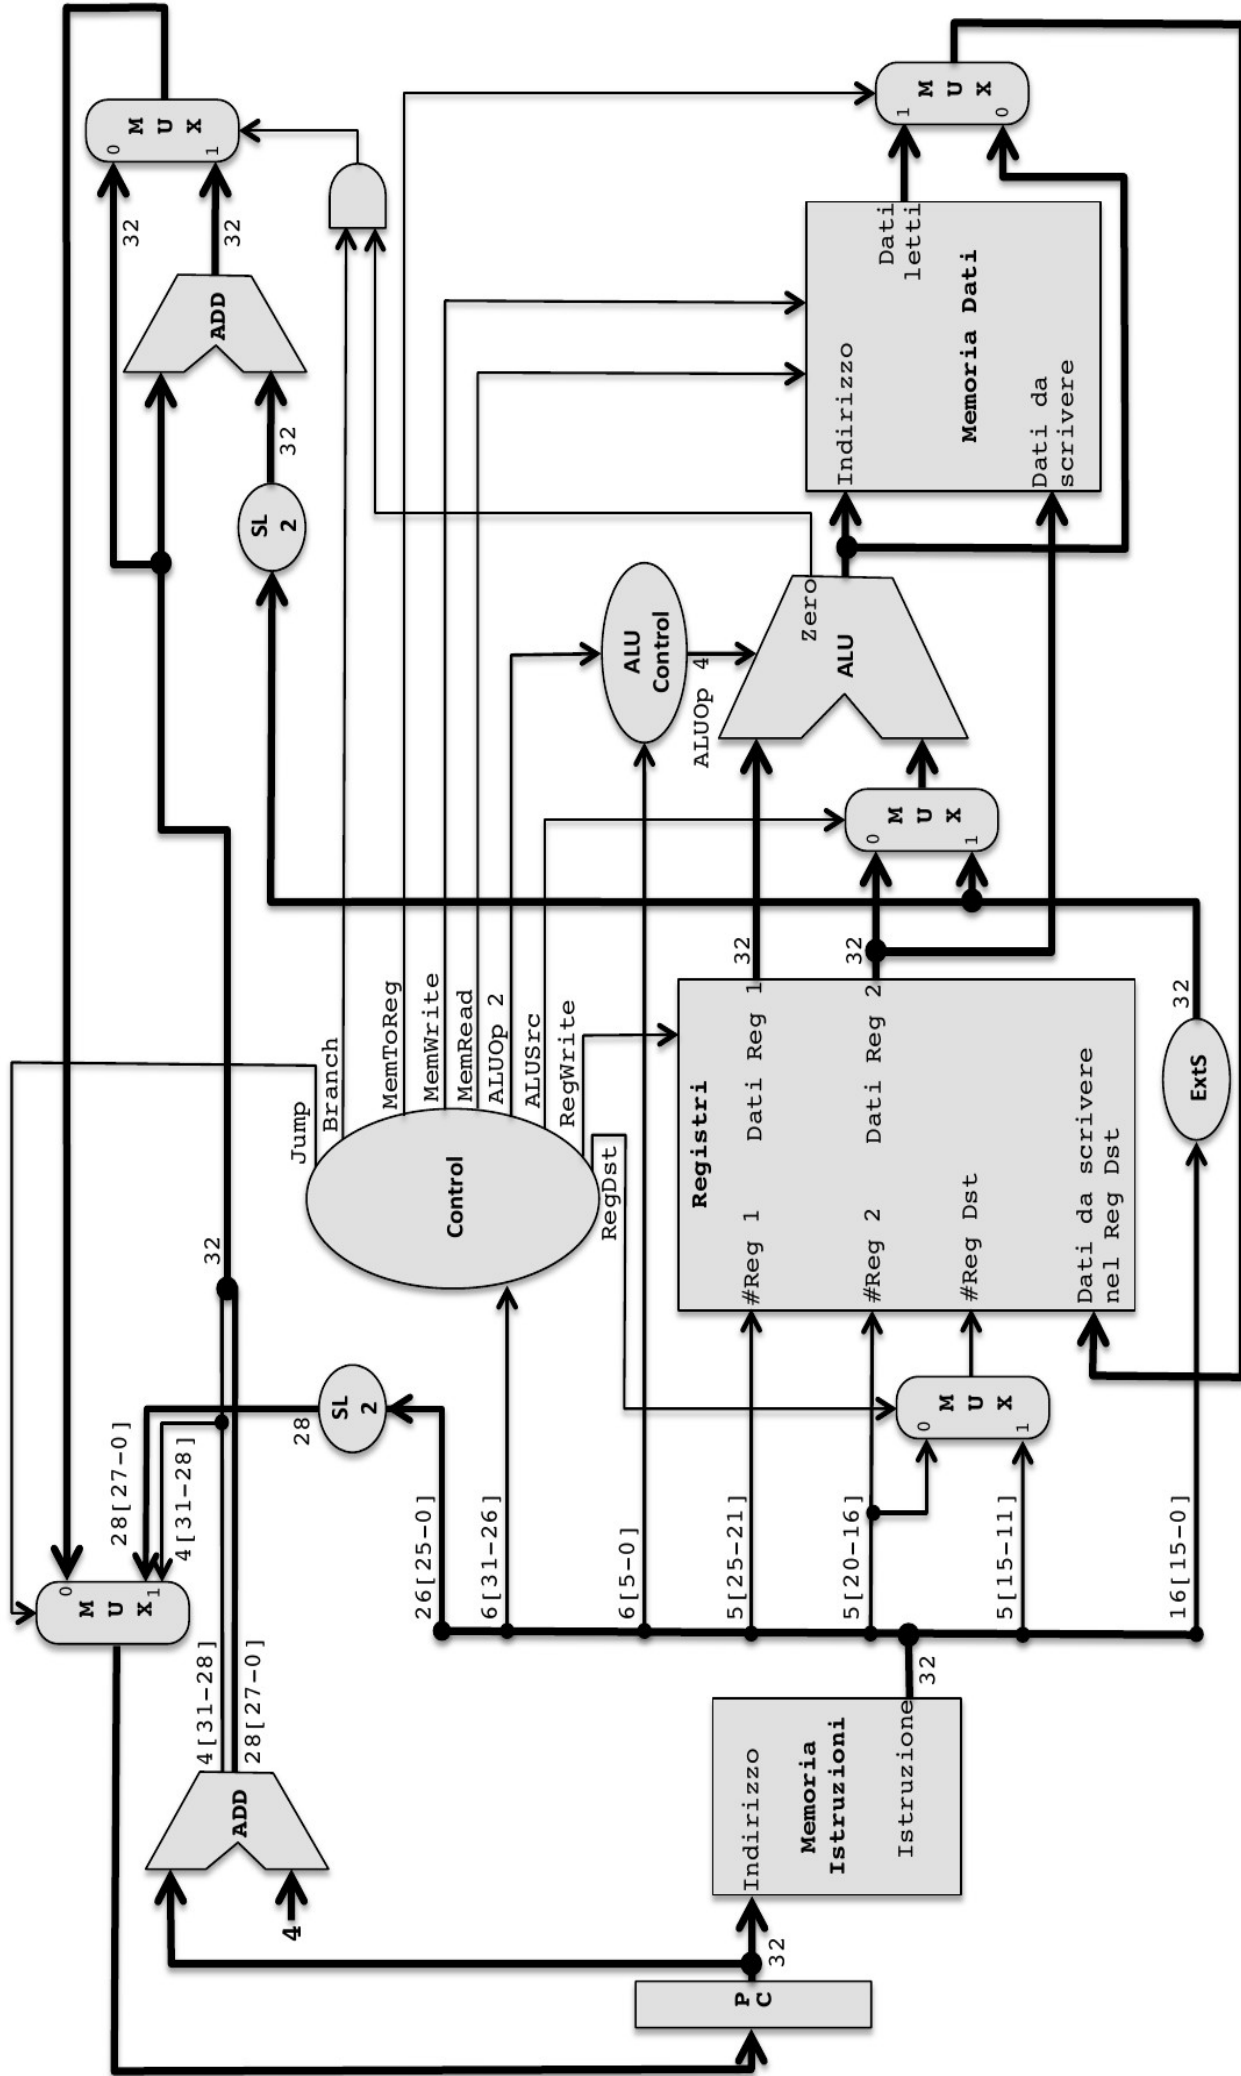 Jump
Branch
MemToReg
MemWrite
MemRead
ALUOp 2
ALUSrc
RegWrite
RegDst
Control
4
ADD
4[31-28]
28[27-0]
32
0
M
U
X
1
28[27-0]
4[31-28]
28
SL
2
26[25-0]
6[31-26]
6[5-0]
5[25-21]
5[20-16]
5[15-11]
16[15-0]
P
C
32
Indirizzo
Memoria
Istruzioni
Istruzione
32
0
M
U
X
1
Registri
#Reg 1
Dati Reg 1
#Reg 2
Dati Reg 2
#Reg Dst
Dati da scrivere
nel Reg Dst
32
32
ExtS
32
0
M
U
X
1
ALU
Control
ALUOp 4
Zero
ALU
SL
2
32
ADD
32
32
0
M
U
X
1
Indirizzo
Dati
letti
Memoria Dati
Dati da
scrivere
1
M
U
X
0